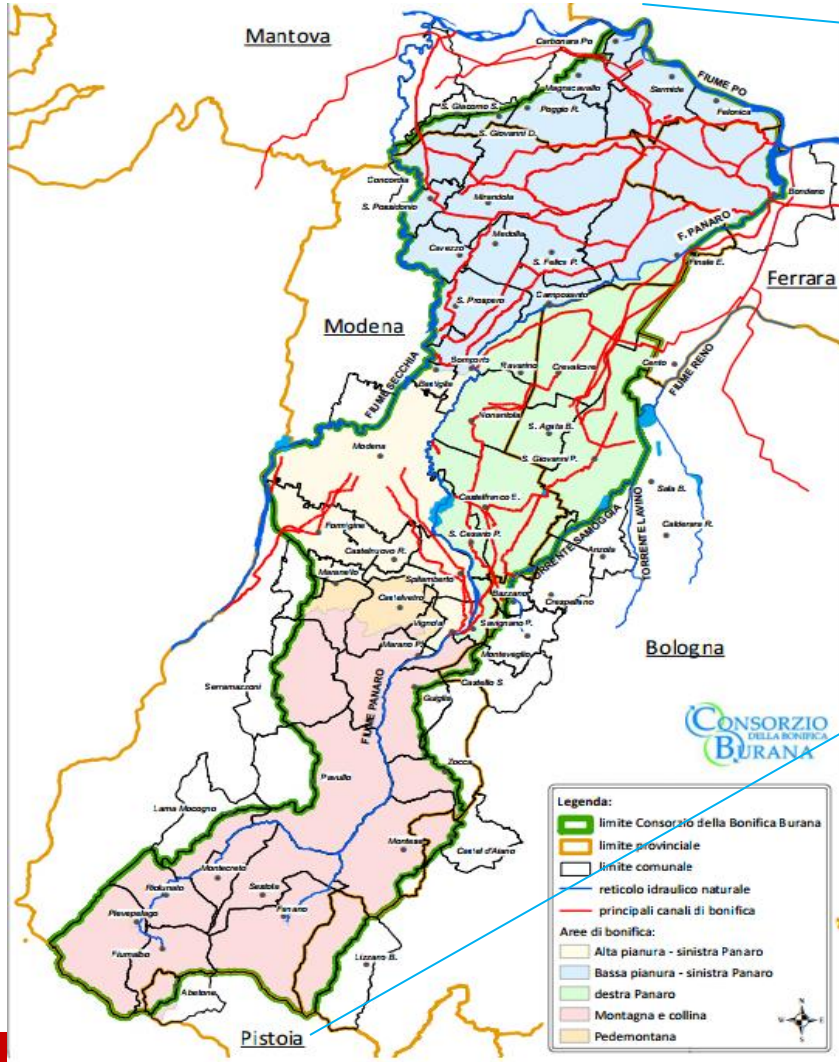 Mantova
Carbonara Po
Magnacavallo
Sermide
FIUME PO
Felonica
S. Giacomo S.
Poggio R.
S. Giovanni D.
Concordia
S. Possidonio
Mirandola
Bondeno
Medolla
Cavezzo
S. Felice P.
F. PANARO
Finale E.
Ferrara
S. Prospero
Camposanto
Modena
FIUME SECCHIA
Bomporto
Bastiglia
Ravarino
Crevalcore
Cento
FIUME RENO
Nonantola
S. Agata B.
S. Giovanni P.
Modena
Castelfranco E.
Sala B.
Calderara R.
TORRENTE SAMOGGIA
TORRENTE LAVINO
Anzola
Formigine
S. Cesario P.
Castelnuovo R.
Maranello
Spilamberto
Castelvetro
Bazzano
Crespellano
Vignola
Savignano P.
Marano P.
Monteveglio
Bologna
Castello S
Serramazzoni
Guiglia
FIUME PANARO
Zocca
Pavullo
Lama Mocogno
Montese
Castel d'Aiano
Montecreto
Riolunato
Sestola
Pievepelago
Fanano
Fiumalbo
Lizzano B.
Abetone
Pistoia
CONSORZIO
DELLA BONIFICA
BURANA
Legenda:
limite Consorzio della Bonifica Burana
limite provinciale
limite comunale
reticolo idraulico naturale
principali canali di bonifica
Aree di bonifica:
Alta pianura - sinistra Panaro
Bassa pianura - sinistra Panaro
destra Panaro
Montagna e collina
Pedemontana
N
W E
S